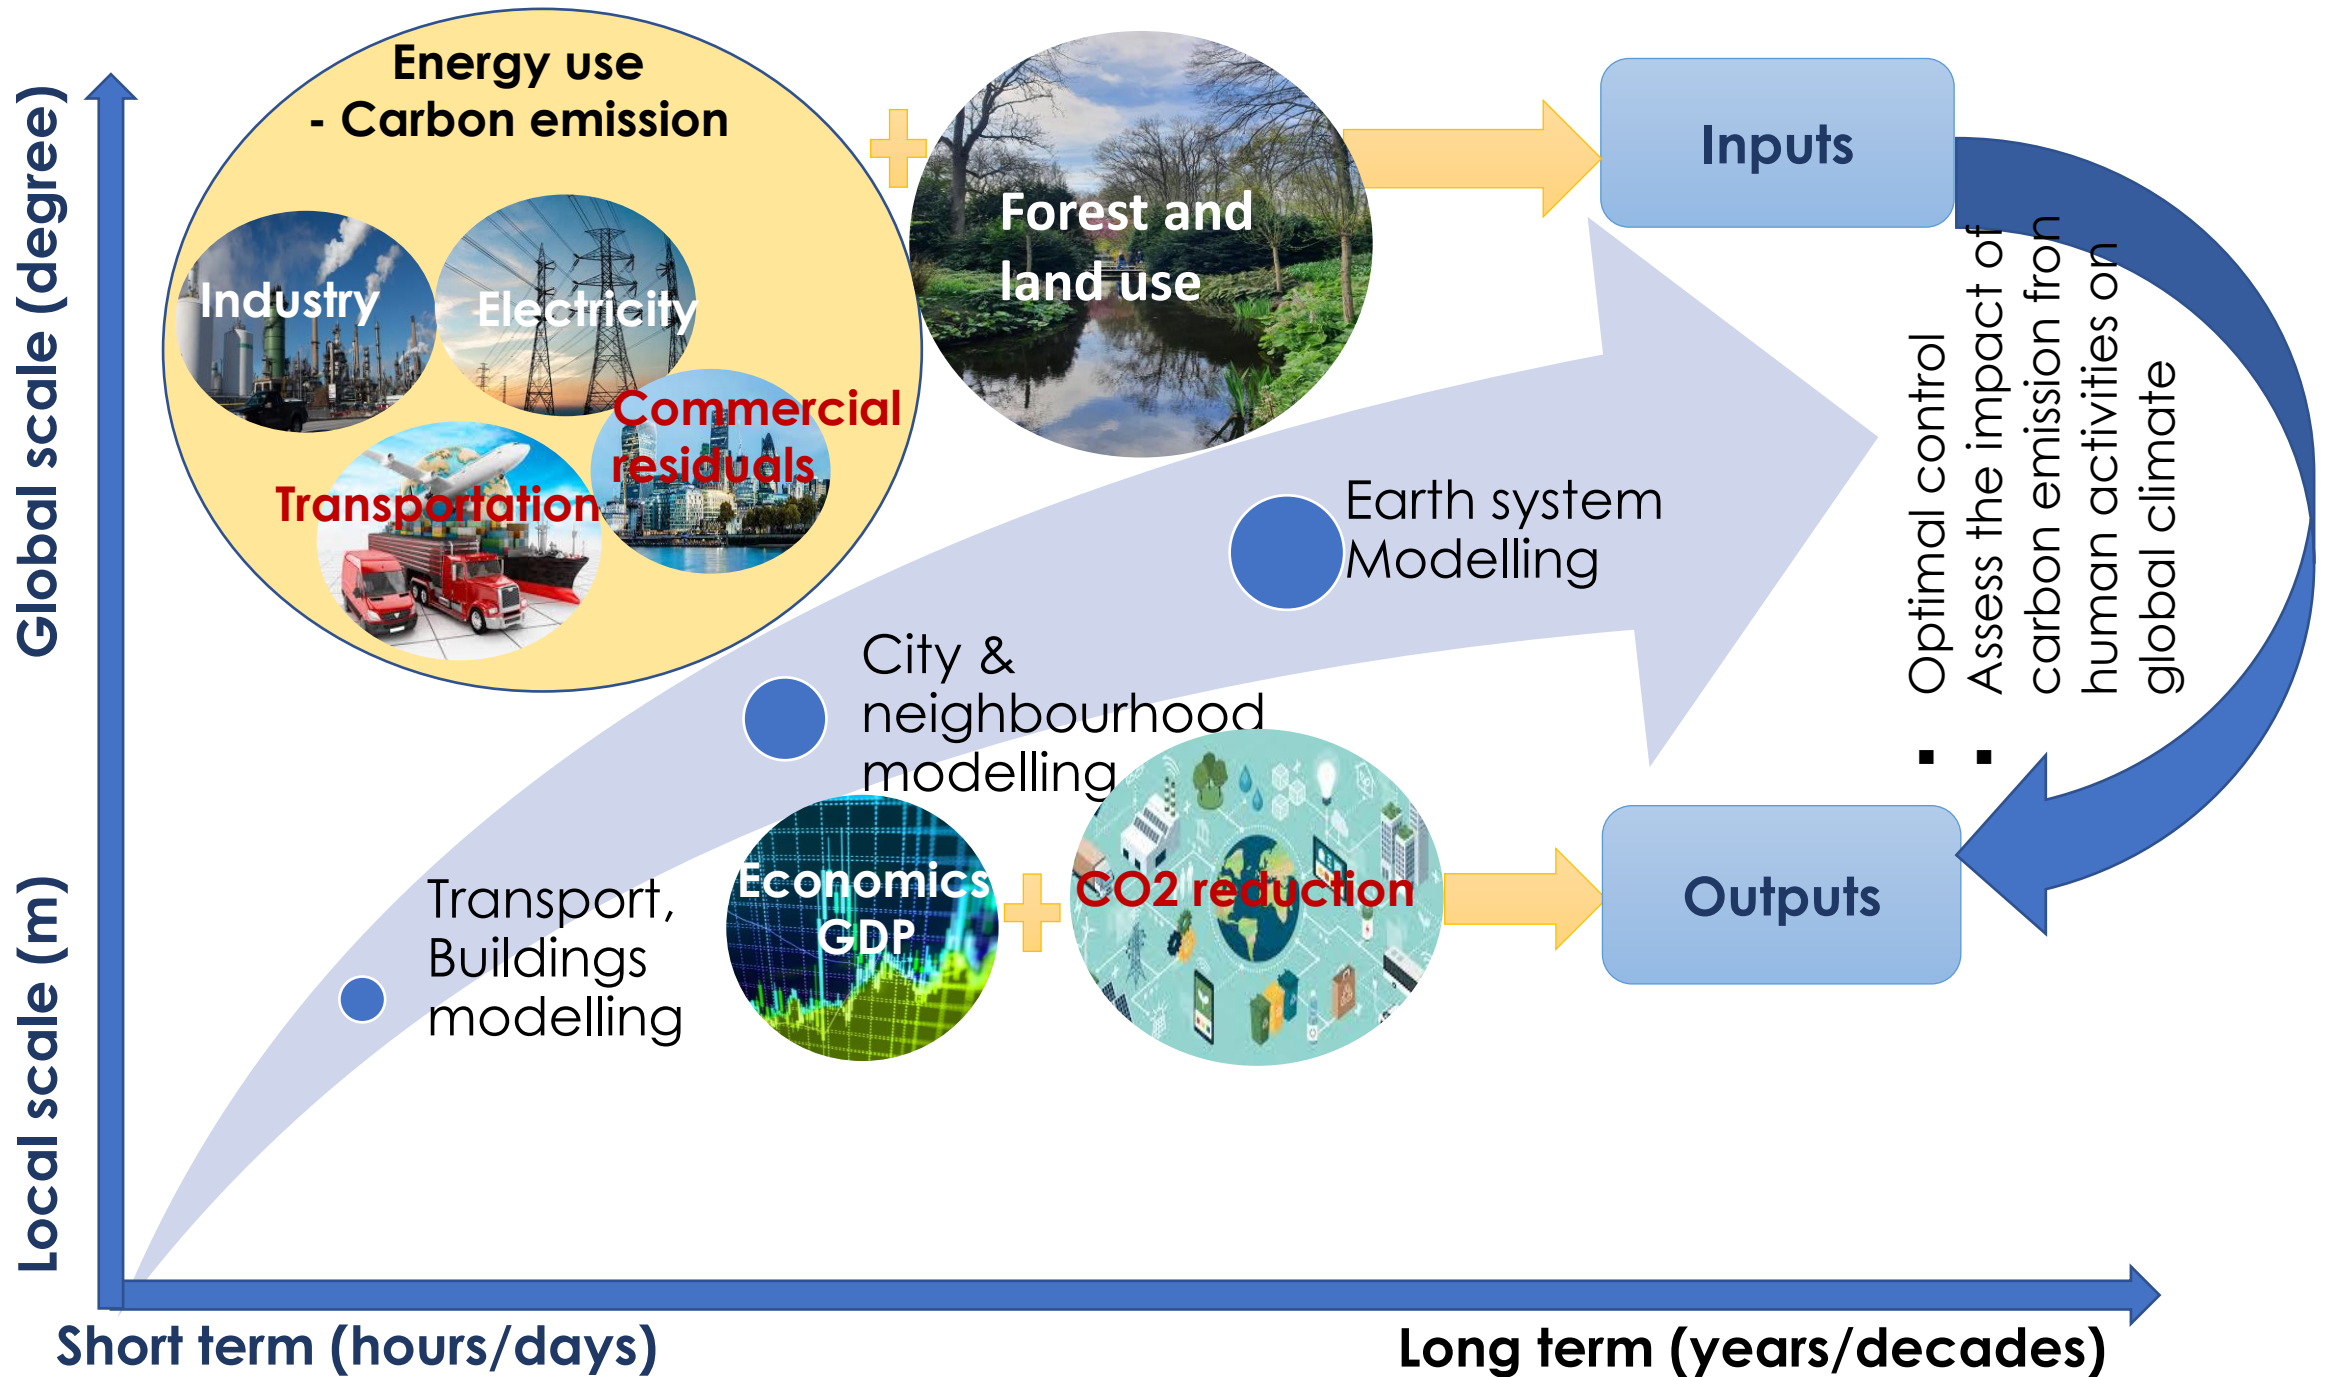 Energy use
- Carbon emission
Industry
Electricity
Commercial
residuals
Transportation
Forest and
land use
Inputs
Global scale (degree)
Local scale (m)
Earth system
Modelling
City &
neighbourhood
modelling
Transport,
Buildings
modelling
Economics
GDP
CO2 reduction
Outputs
▪ Optimal control
▪ Assess the impact of
carbon emission fron
human activities on
global climate
Short term (hours/days)
Long term (years/decades)